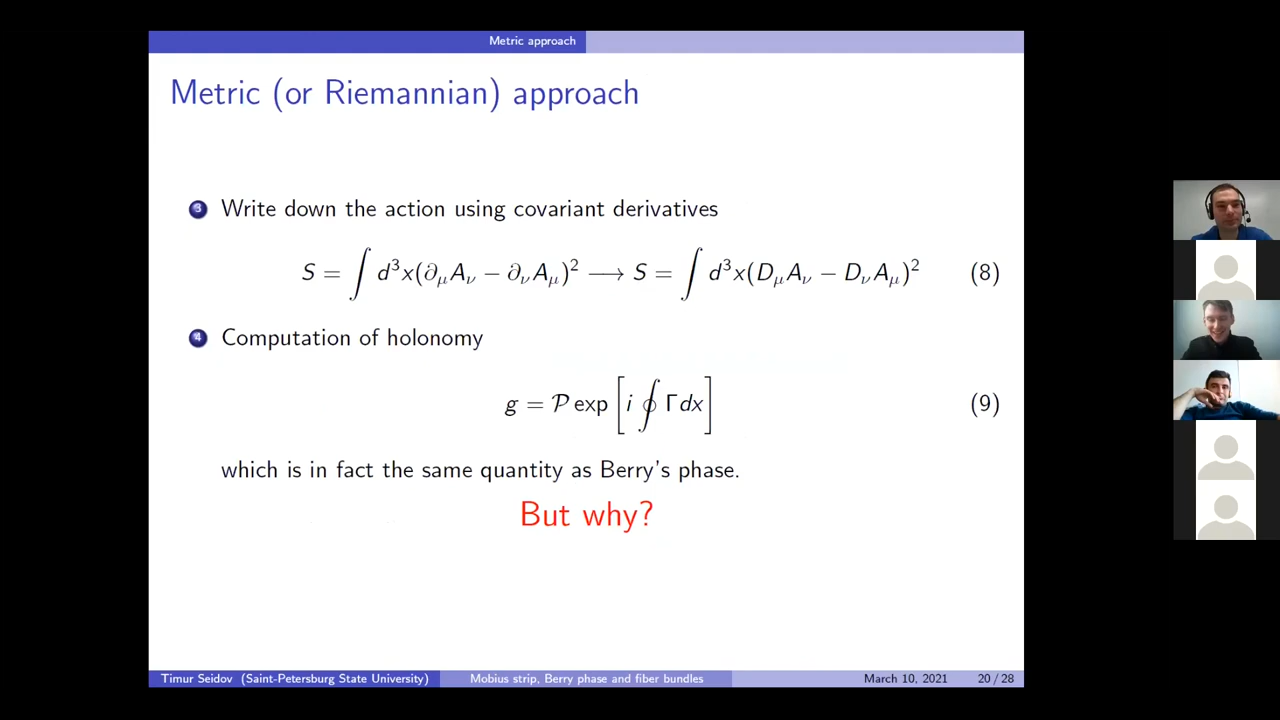 Metric approach
Metric (or Riemannian) approach
3 Write down the action using covariant derivatives
S = ∫ d³x(∂μAν − ∂νAμ)² ⟶ S = ∫ d³x(DμAν − DνAμ)² (8)
4 Computation of holonomy
g = 𝒫 exp [i ∮ Γdx] (9)
which is in fact the same quantity as Berry's phase.
But why?
Timur Seidov (Saint-Petersburg State University) Mobius strip, Berry phase and fiber bundles March 10, 2021 20 / 28